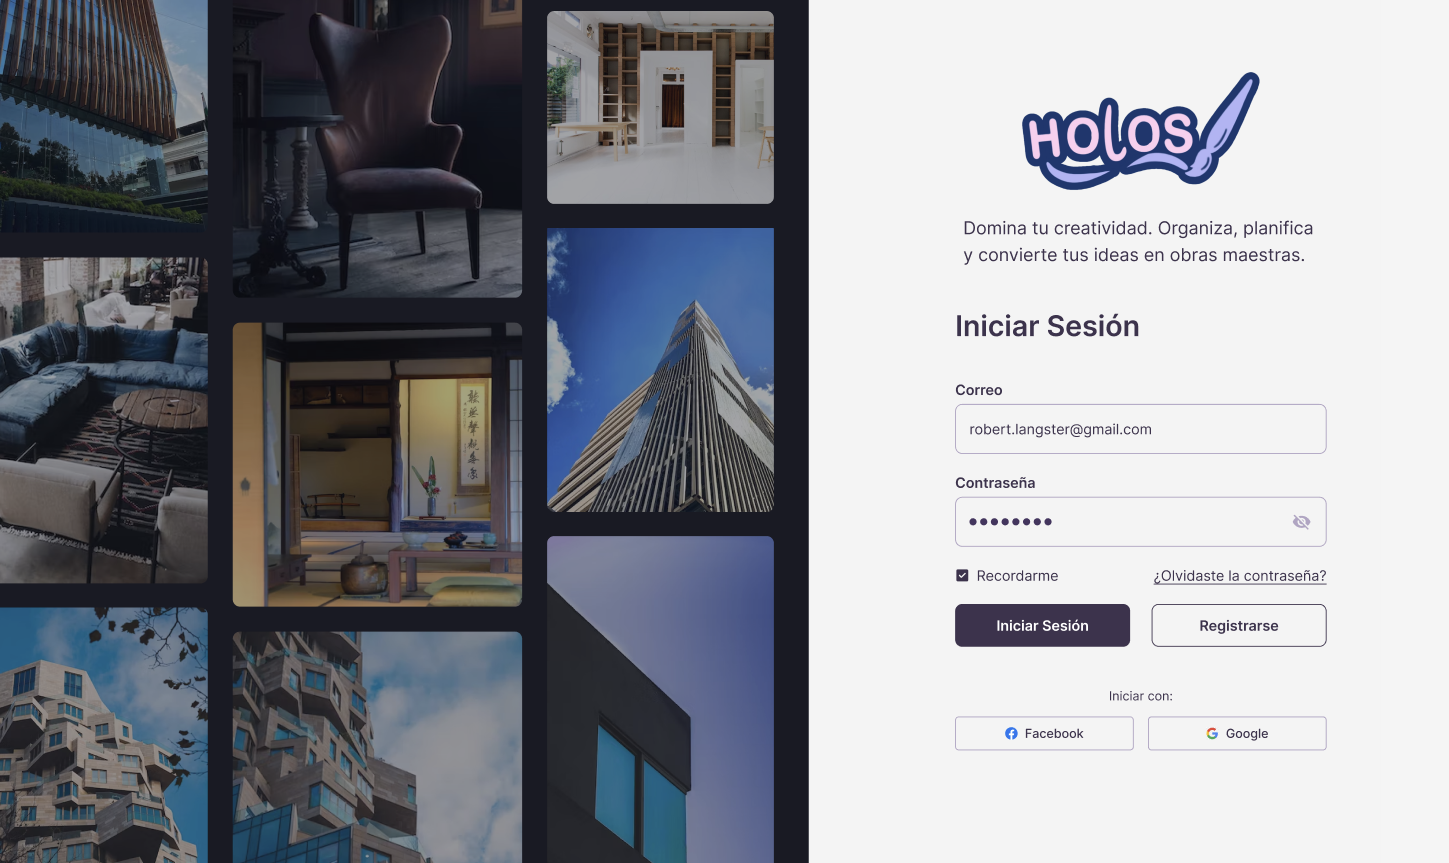 HOLOS
Domina tu creatividad. Organiza, planifica
y convierte tus ideas en obras maestras.
Iniciar Sesión
Correo
robert.langster@gmail.com
Contraseña
Recordarme
¿Olvidaste la contraseña?
Iniciar Sesión
Registrarse
Iniciar con:
Facebook
Google